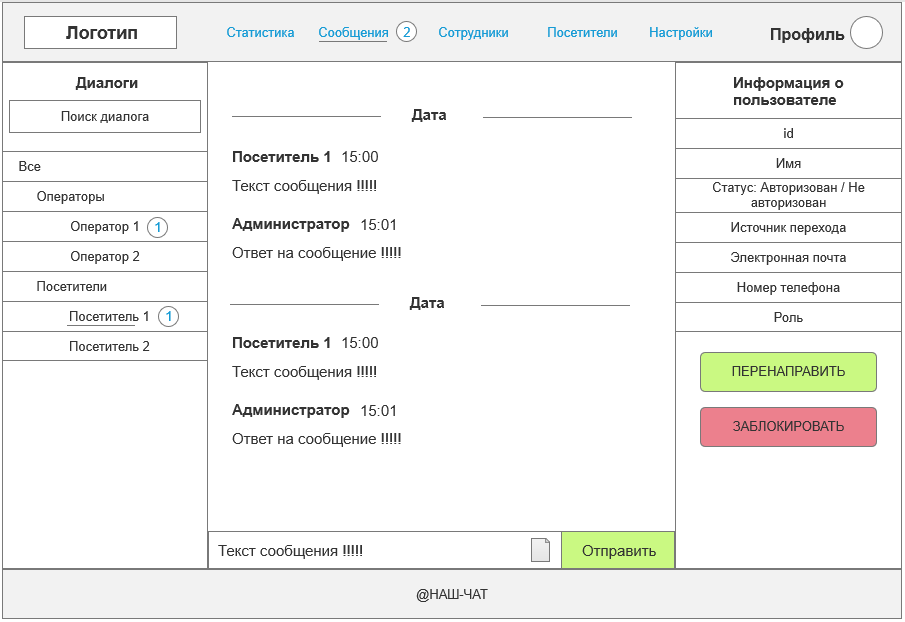 Логотип
Статистика
Сообщения
2
Сотрудники
Посетители
Настройки
Профиль
Диалоги
Поиск диалога
Все
Операторы
Оператор 1
1
Оператор 2
Посетители
Посетитель 1
1
Посетитель 2
Дата
Посетитель 1 15:00
Текст сообщения !!!!!
Администратор 15:01
Ответ на сообщение !!!!!
Дата
Посетитель 1 15:00
Текст сообщения !!!!!
Администратор 15:01
Ответ на сообщение !!!!!
Текст сообщения !!!!!
Отправить
Информация о
пользователе
id
Имя
Статус: Авторизован / Не
авторизован
Источник перехода
Электронная почта
Номер телефона
Роль
ПЕРЕНАПРАВИТЬ
ЗАБЛОКИРОВАТЬ
@НАШ-ЧАТ